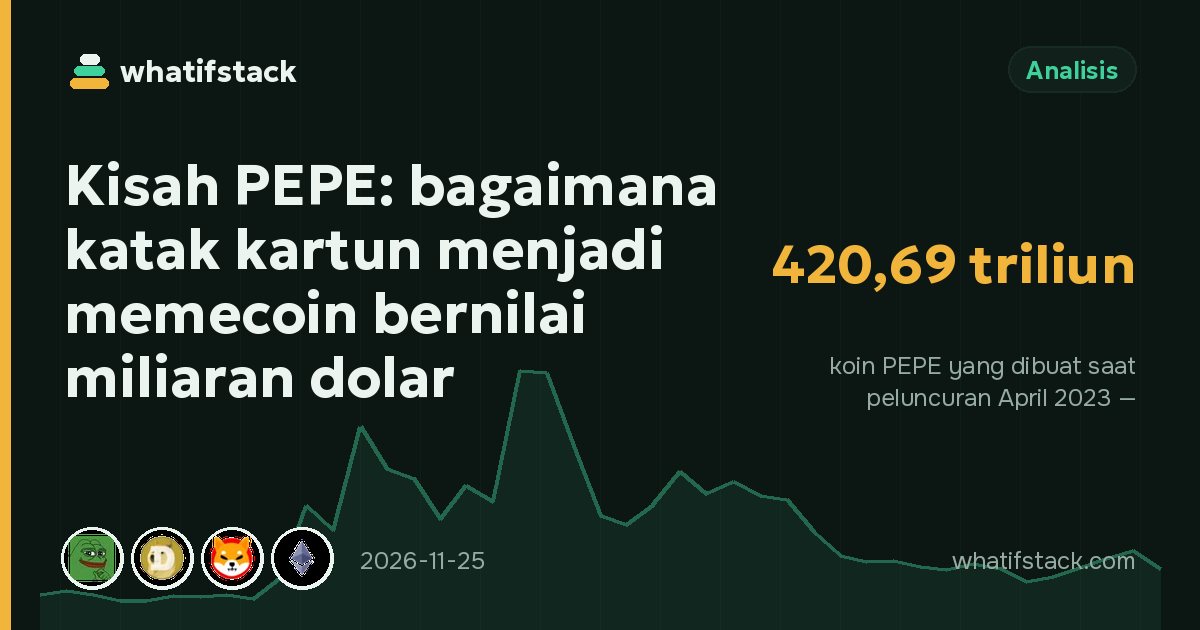 whatifstack
Analisis
Kisah PEPE: bagaimana
katak kartun menjadi
memecoin bernilai
miliaran dolar
420,69 triliun
koin PEPE yang dibuat saat
peluncuran April 2023 —
2026-11-25
whatifstack.com